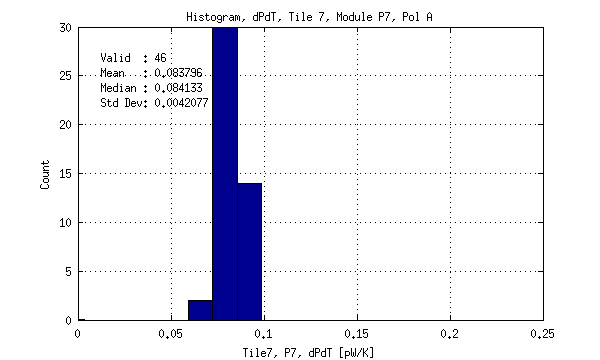 Histogram, dPdT, Tile 7, Module P7, Pol A
30
25
20
15
10
5
0
Valid : 46
Mean : 0.083796
Median : 0.084133
Std Dev: 0.0042077
Count
0 0.05 0.1 0.15 0.2 0.25
Tile7, P7, dPdT [pW/K]